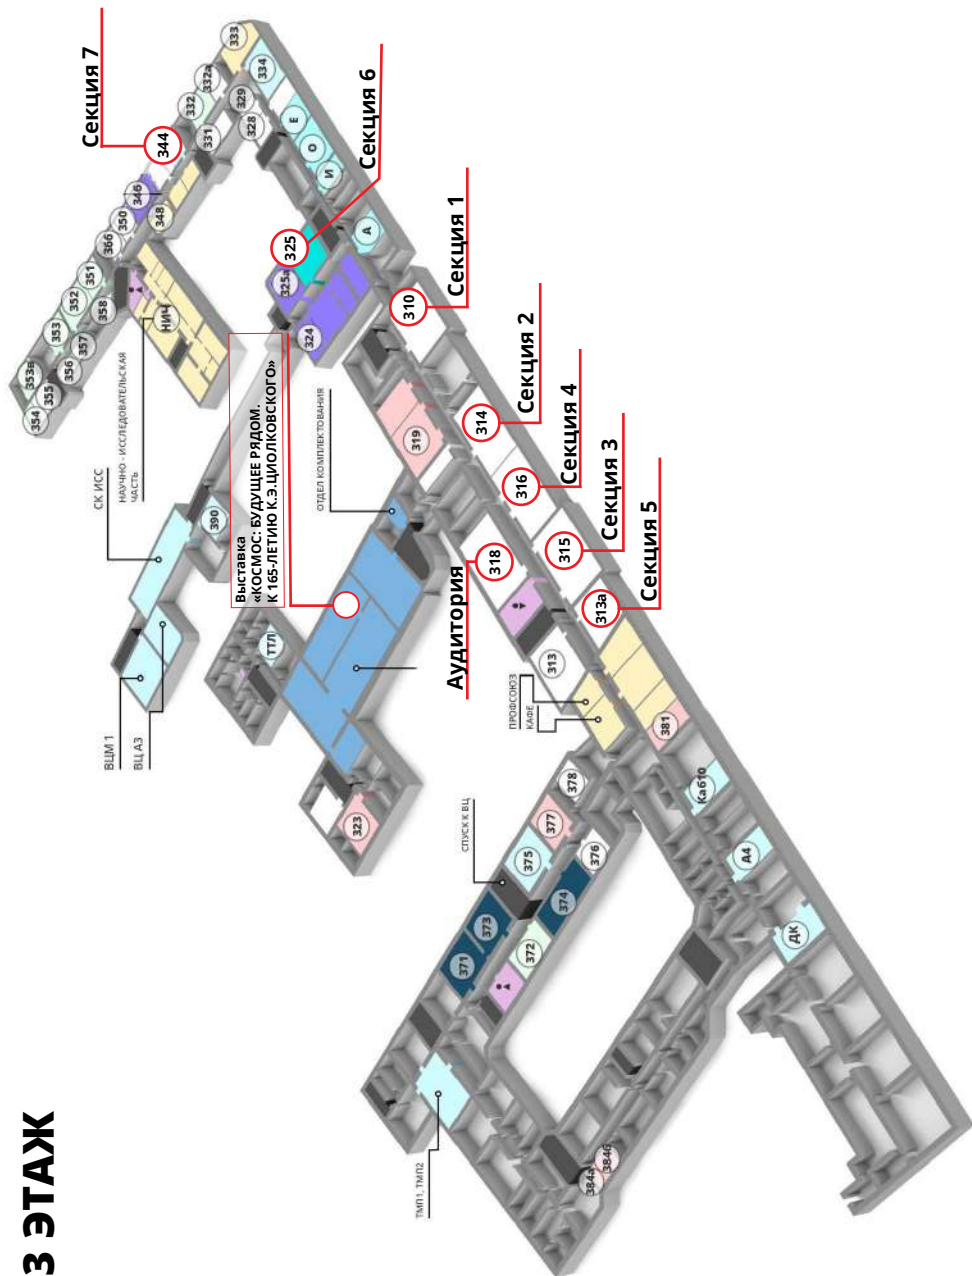 3 ЭТАЖ
Секция 7
Секция 6
Секция 1
Секция 2
Секция 4
Секция 3
Секция 5
Аудитория
Выставка
«КОСМОС: БУДУЩЕЕ РЯДОМ.
К 165-ЛЕТИЮ К.Э.ЦИОЛКОВСКОГО»
СК ИСС
НАУЧНО - ИССЛЕДОВАТЕЛЬСКАЯ
ЧАСТЬ
ОТДЕЛ КОМПЛЕКТОВАНИЯ
ВЦМ 1
ВЦ А3
ПРОФСОЮЗ
КАФЕ
СПУСК К ВЦ
ТМП1, ТМП2
333
334
332а
332
329
328
331
344
346
348
350
366
351
352
353
353в
354
355
356
357
358
НИЧ
Е
О
И
А
325
325а
324
310
390
319
314
316
318
315
313а
313
ТТЛ
323
381
Каб10
А4
ДК
378
377
376
375
374
373
372
371
384а
384б